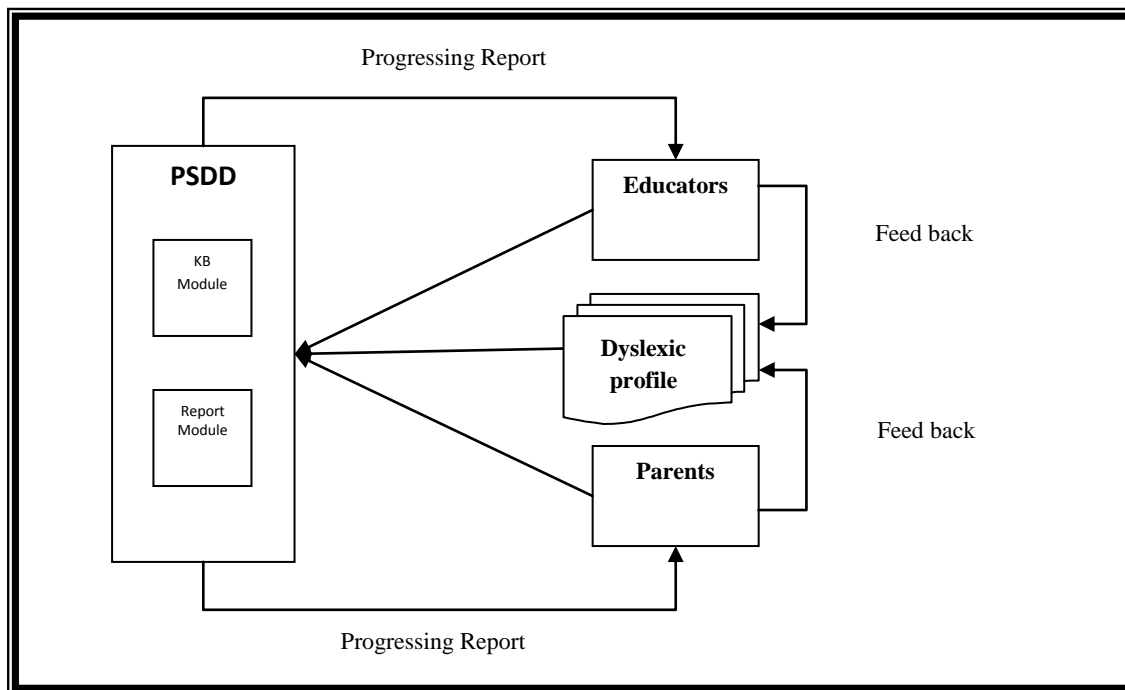 Progressing Report
PSDD
KB
Module
Report
Module
Educators
Feed back
Dyslexic
profile
Feed back
Parents
Progressing Report